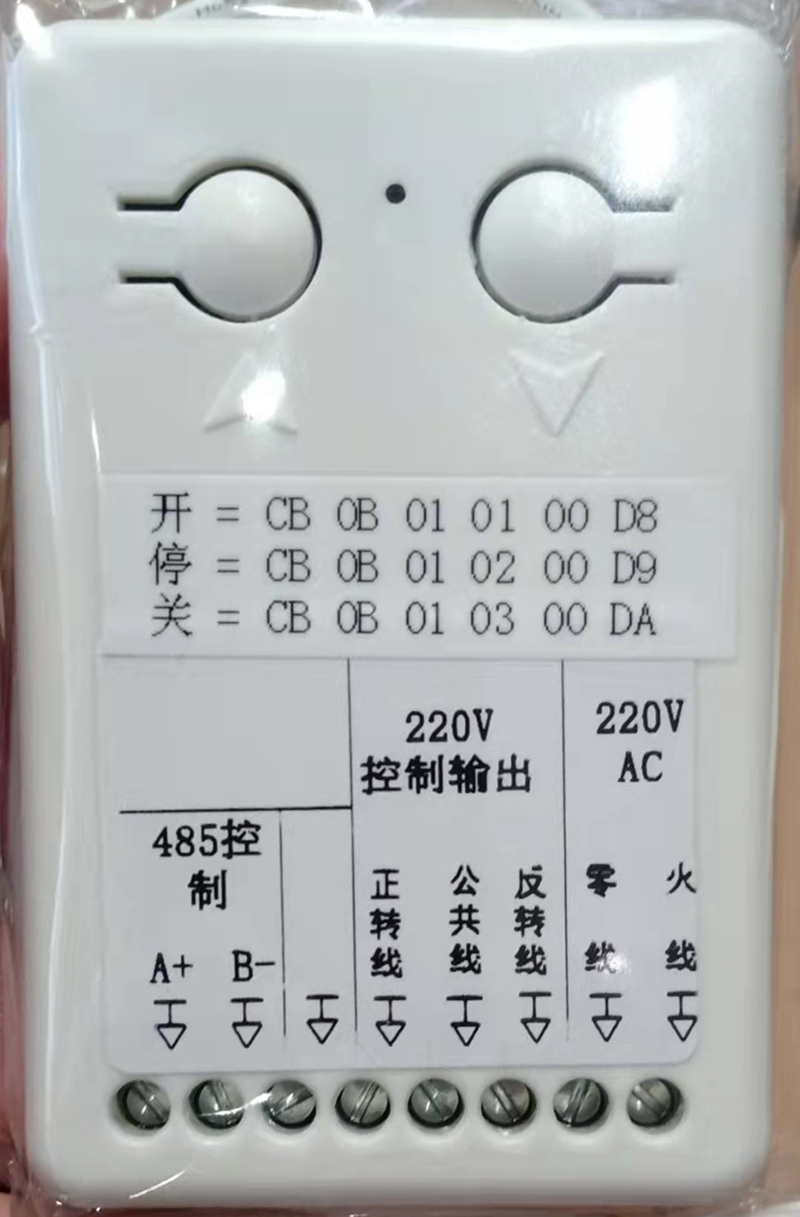 开 = CB 0B 01 01 00 D8
停 = CB 0B 01 02 00 D9
关 = CB 0B 01 03 00 DA
220V
控制输出
220V
AC
485控
制
A+
B-
正转线
公共线
反转线
零线
火线